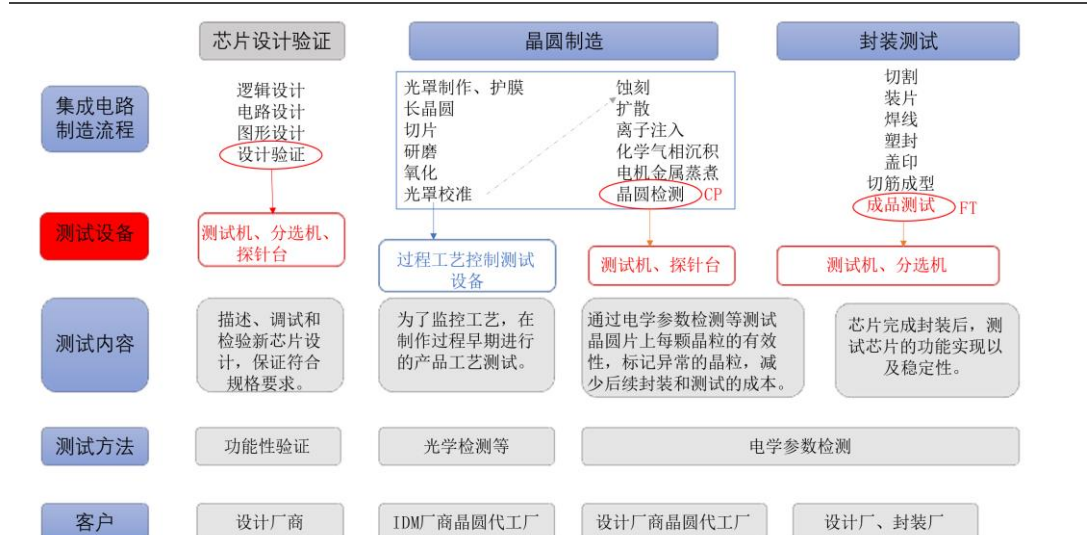 芯片设计验证
晶圆制造
封装测试
集成电路
制造流程
逻辑设计
电路设计
图形设计
设计验证
光罩制作、护膜
长晶圆
切片
研磨
氧化
光罩校准
蚀刻
扩散
离子注入
化学气相沉积
电机金属蒸煮
晶圆检测 CP
切割
装片
焊线
塑封
盖印
切筋成型
成品测试 FT
测试设备
测试机、分选机、
探针台
过程工艺控制测试
设备
测试机、探针台
测试机、分选机
测试内容
描述、调试和
检验新芯片设
计，保证符合
规格要求。
为了监控工艺，在
制作过程早期进行
的产品工艺测试。
通过电学参数检测等测试
晶圆片上每颗晶粒的有效
性，标记异常的晶粒，减
少后续封装和测试的成本。
芯片完成封装后，测
试芯片的功能实现以
及稳定性。
测试方法
功能性验证
光学检测等
电学参数检测
客户
设计厂商
IDM厂商晶圆代工厂
设计厂商晶圆代工厂
设计厂、封装厂